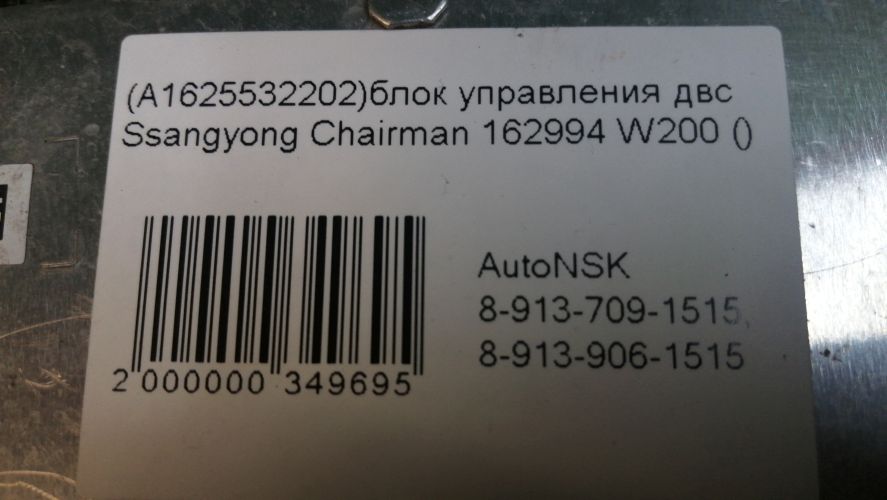 (A1625532202)блок управления двс
Ssangyong Chairman 162994 W200 ()
AutoNSK
8-913-709-1515,
8-913-906-1515
2 000000 349695